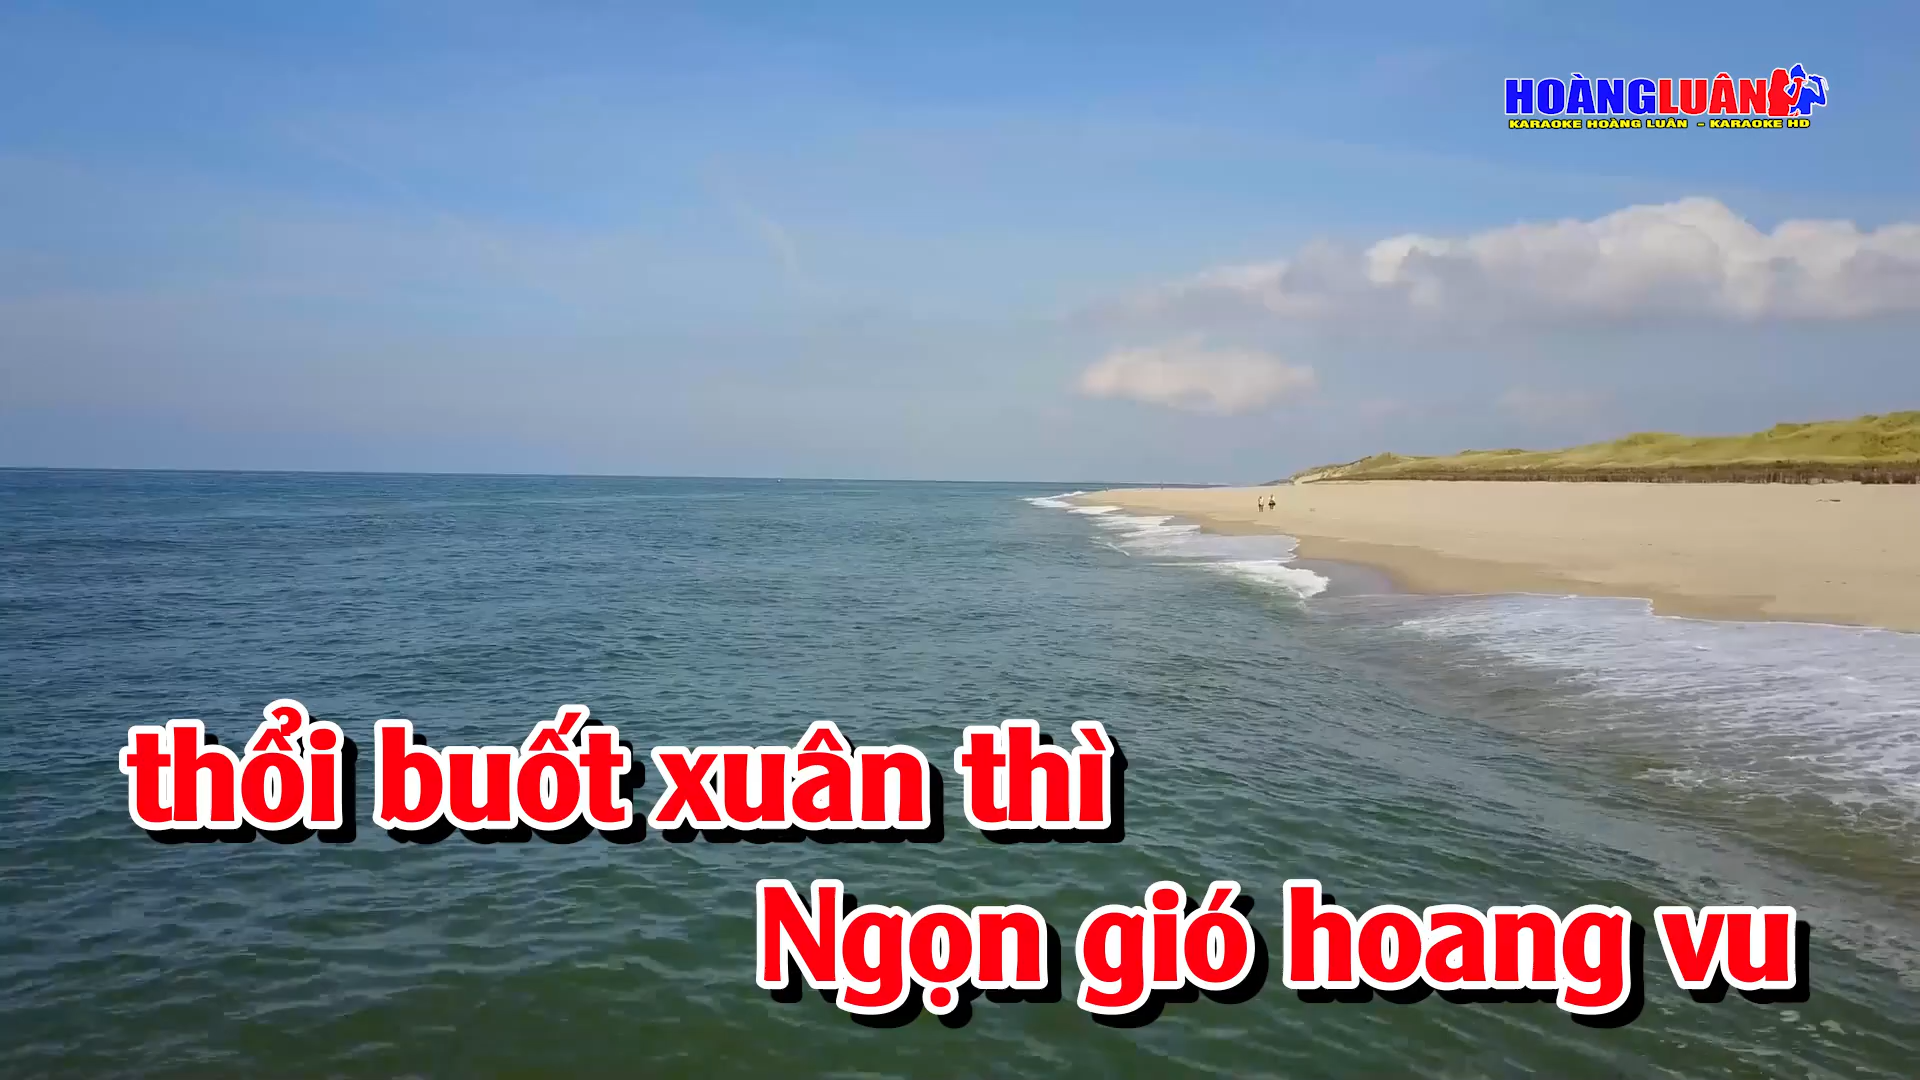 HOÀNGLUÂN
KARAOKE HOÀNG LUÂN - KARAOKE HD
thổi buốt xuân thì
Ngọn gió hoang vu